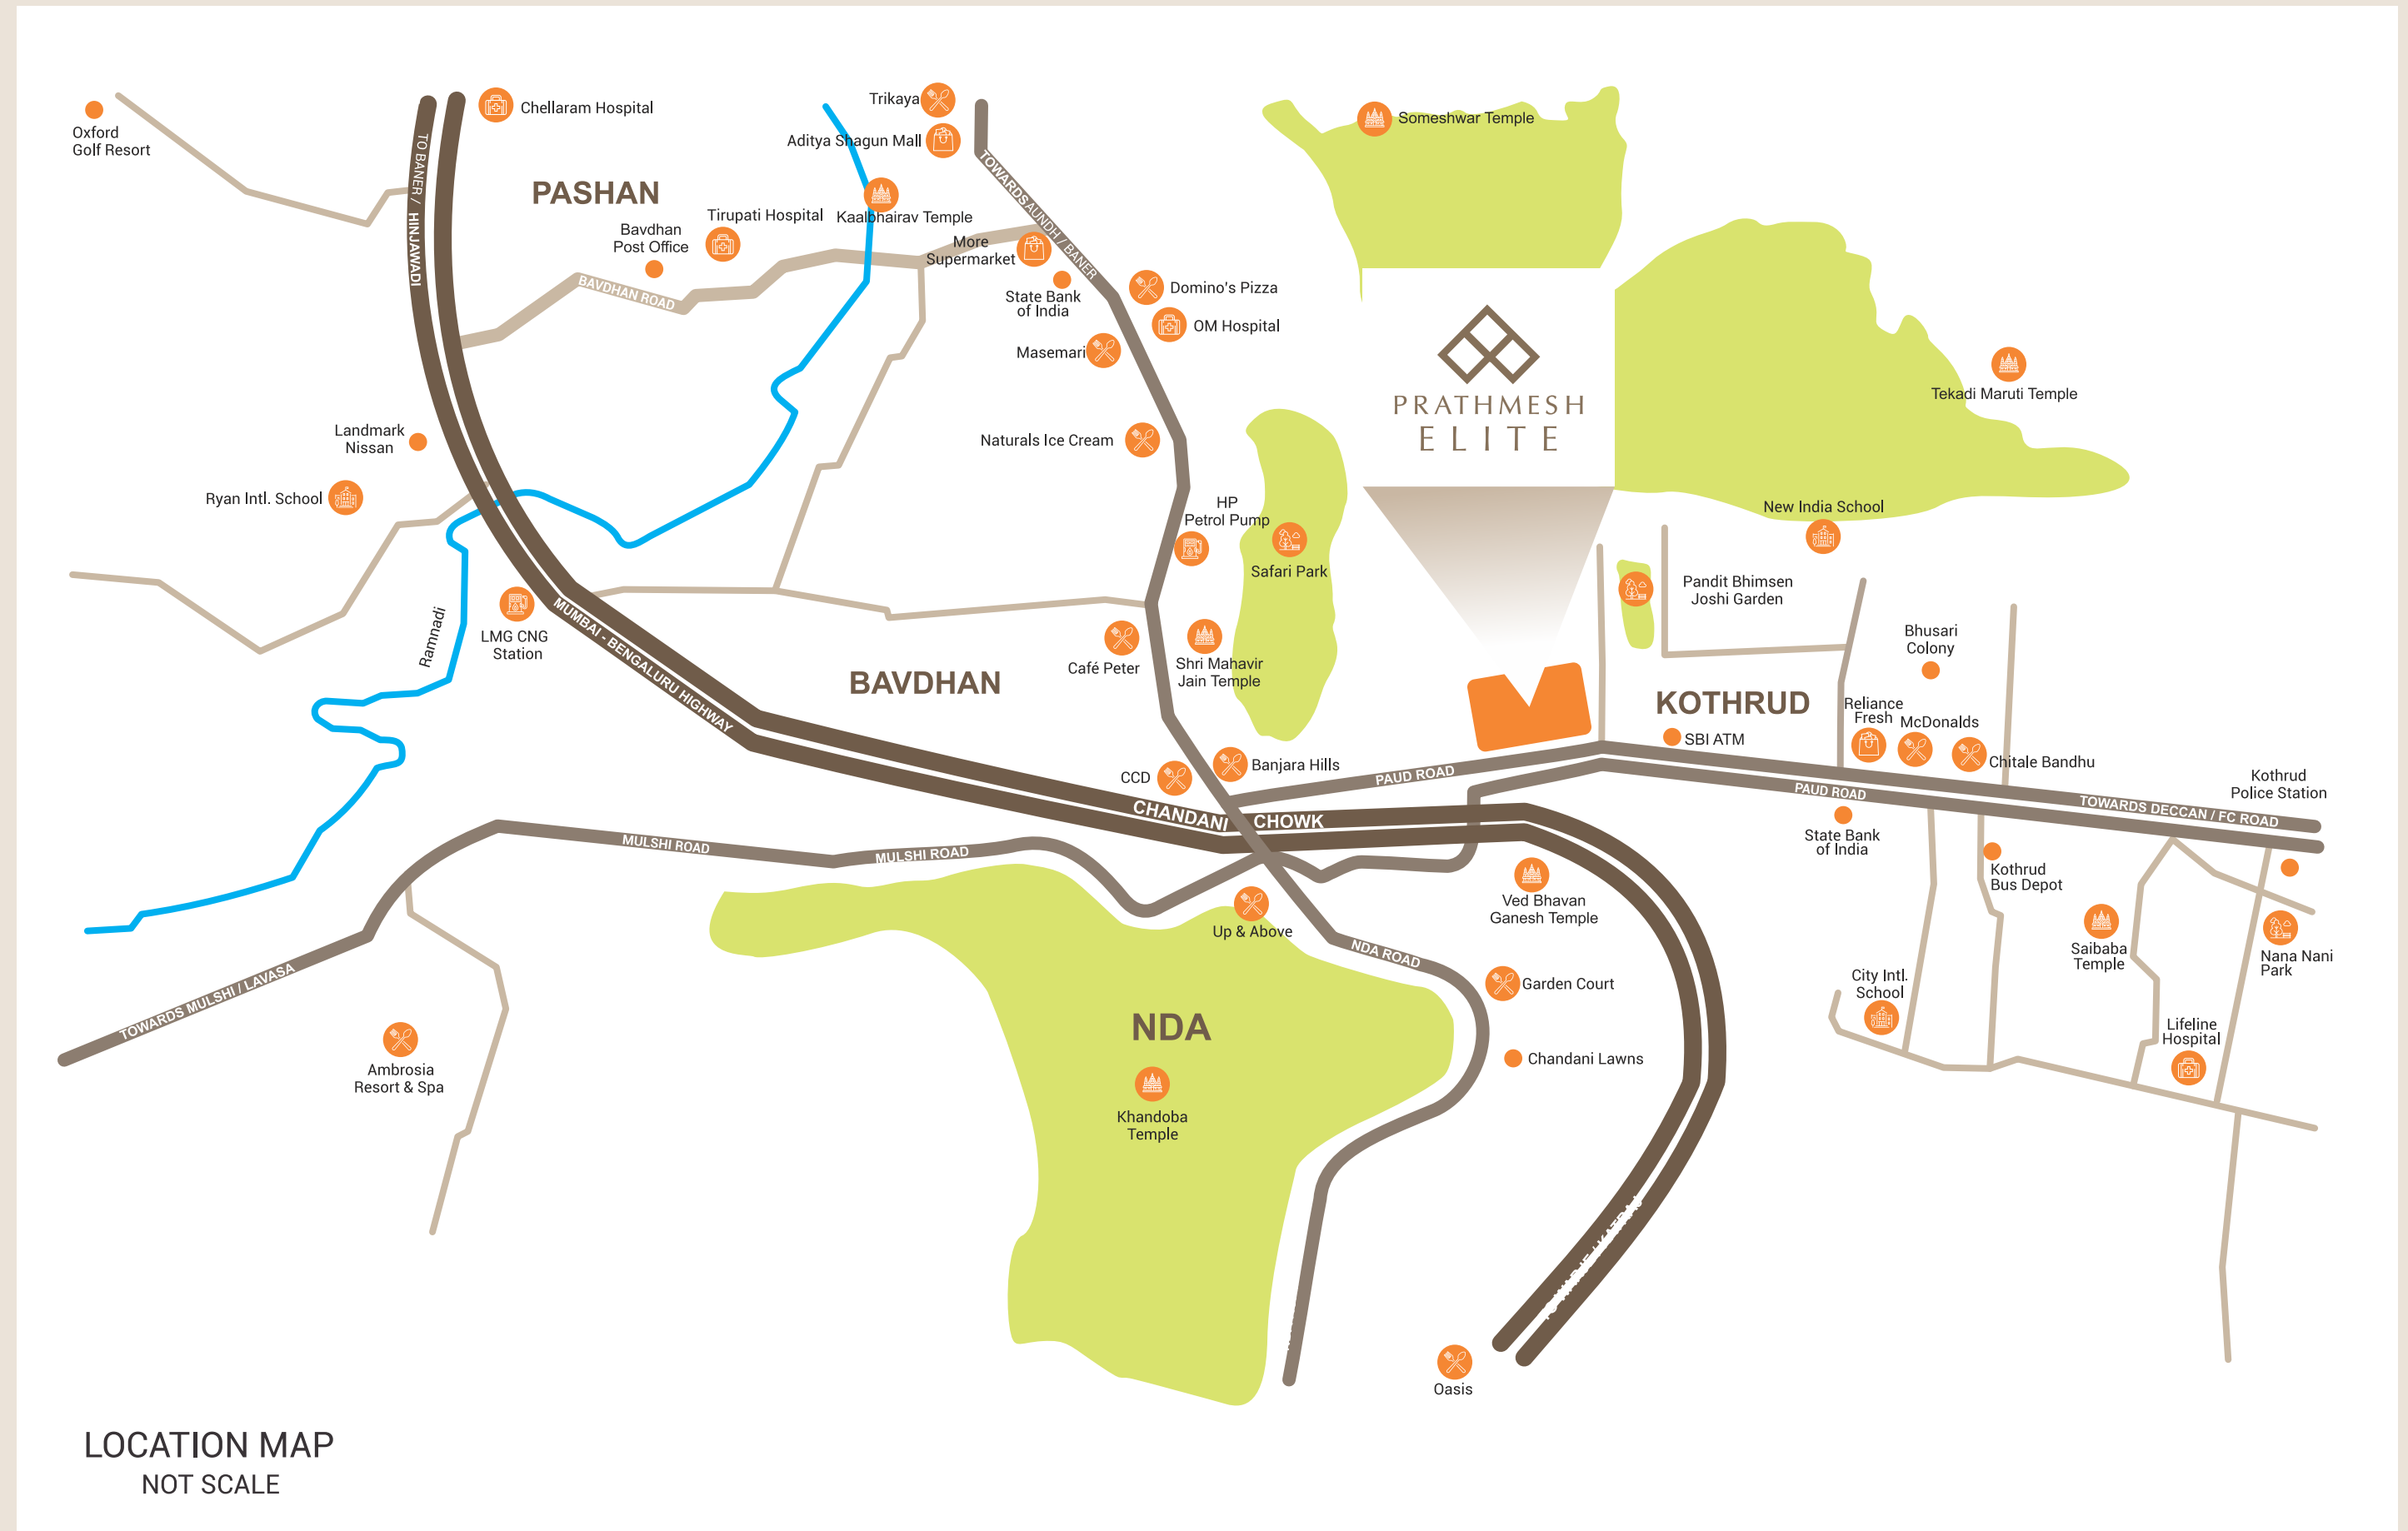 Oxford
Golf Resort
TO BANER / HINJAWADI
Chellaram Hospital
Trikaya
Aditya Shagun Mall
TOWARDS AUNDH / BANER
Someshwar Temple
PASHAN
Bavdhan
Post Office
Tirupati Hospital
Kaalbhairav Temple
More
Supermarket
BAVDHAN ROAD
State Bank
of India
Domino's Pizza
OM Hospital
Masemari
PRATHMESH
ELITE
Tekadi Maruti Temple
Landmark
Nissan
Naturals Ice Cream
Ryan Intl. School
HP
Petrol Pump
Safari Park
New India School
Pandit Bhimsen
Joshi Garden
Ramnadi
LMG CNG
Station
MUMBAI - BENGALURU HIGHWAY
BAVDHAN
Café Peter
Shri Mahavir
Jain Temple
Bhusari
Colony
KOTHRUD
Reliance
Fresh
McDonalds
SBI ATM
Chitale Bandhu
CCD
Banjara Hills
PAUD ROAD
PAUD ROAD
TOWARDS DECCAN / FC ROAD
Kothrud
Police Station
CHANDANI CHOWK
MULSHI ROAD
MULSHI ROAD
State Bank
of India
Kothrud
Bus Depot
Ved Bhavan
Ganesh Temple
Up & Above
NDA ROAD
Garden Court
City Intl.
School
Saibaba
Temple
Nana Nani
Park
TOWARDS MULSHI / LAVASA
Ambrosia
Resort & Spa
NDA
Khandoba
Temple
Chandani Lawns
Lifeline
Hospital
Oasis
LOCATION MAP
NOT SCALE